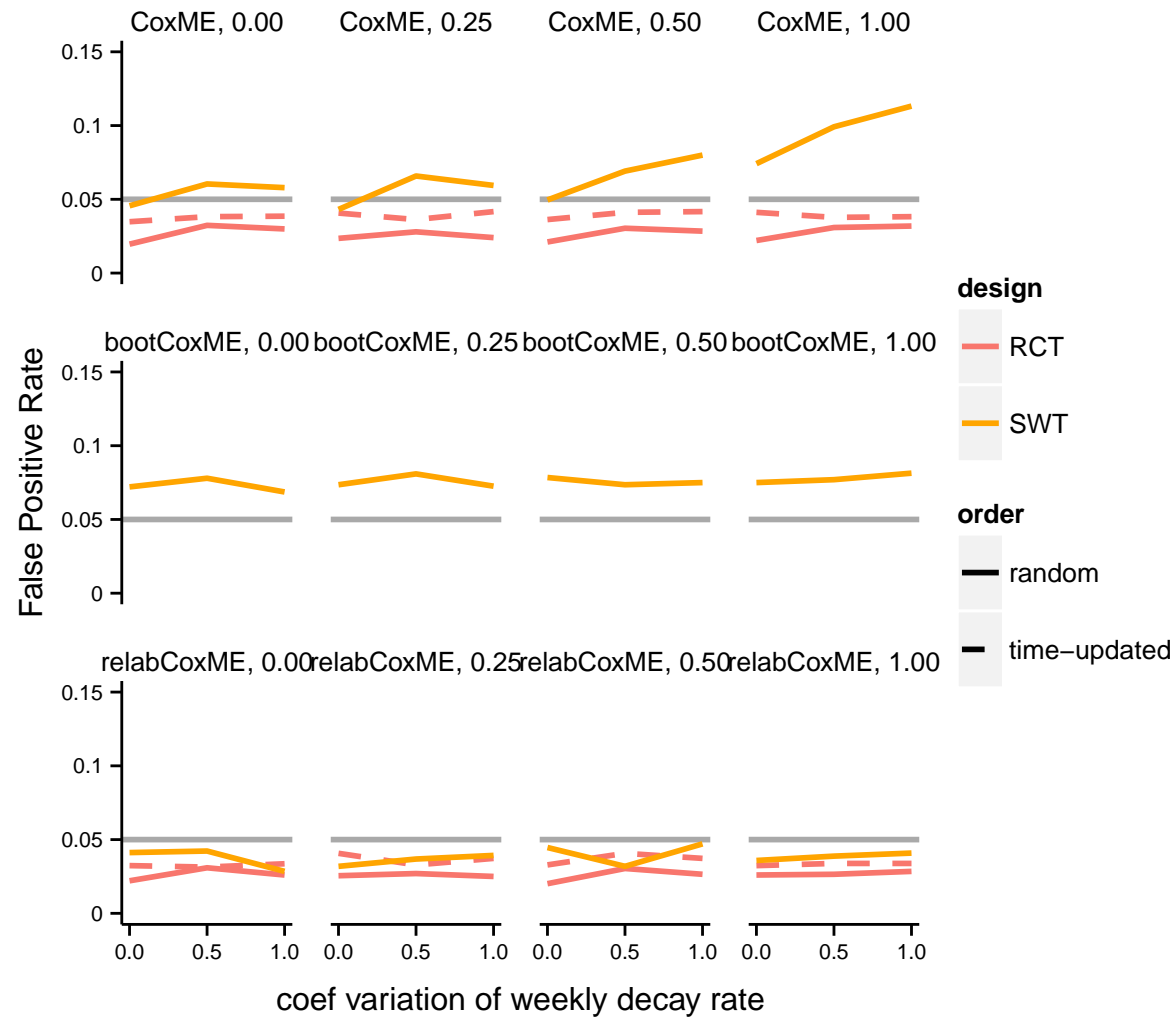 CoxME, 0.00 CoxME, 0.25 CoxME, 0.50 CoxME, 1.00
0.15
0.1
0.05
0
bootCoxME, 0.00 bootCoxME, 0.25 bootCoxME, 0.50 bootCoxME, 1.00
0.15
0.1
0.05
0
relabCoxME, 0.00 relabCoxME, 0.25 relabCoxME, 0.50 relabCoxME, 1.00
0.15
0.1
0.05
0
0.0 0.5 1.0 0.0 0.5 1.0 0.0 0.5 1.0 0.0 0.5 1.0
coef variation of weekly decay rate
False Positive Rate
design
RCT
SWT
order
random
time−updated